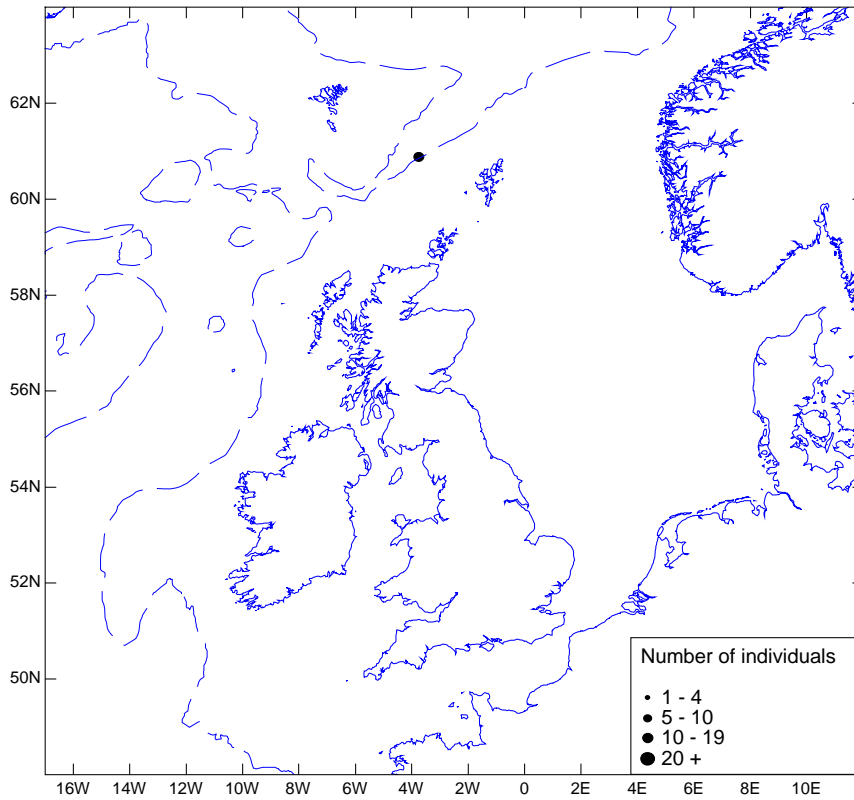 62N
60N
58N
56N
54N
52N
50N
Number of individuals
1 - 4
5 - 10
10 - 19
20 +
16W 14W 12W 10W 8W 6W 4W 2W 0 2E 4E 6E 8E 10E